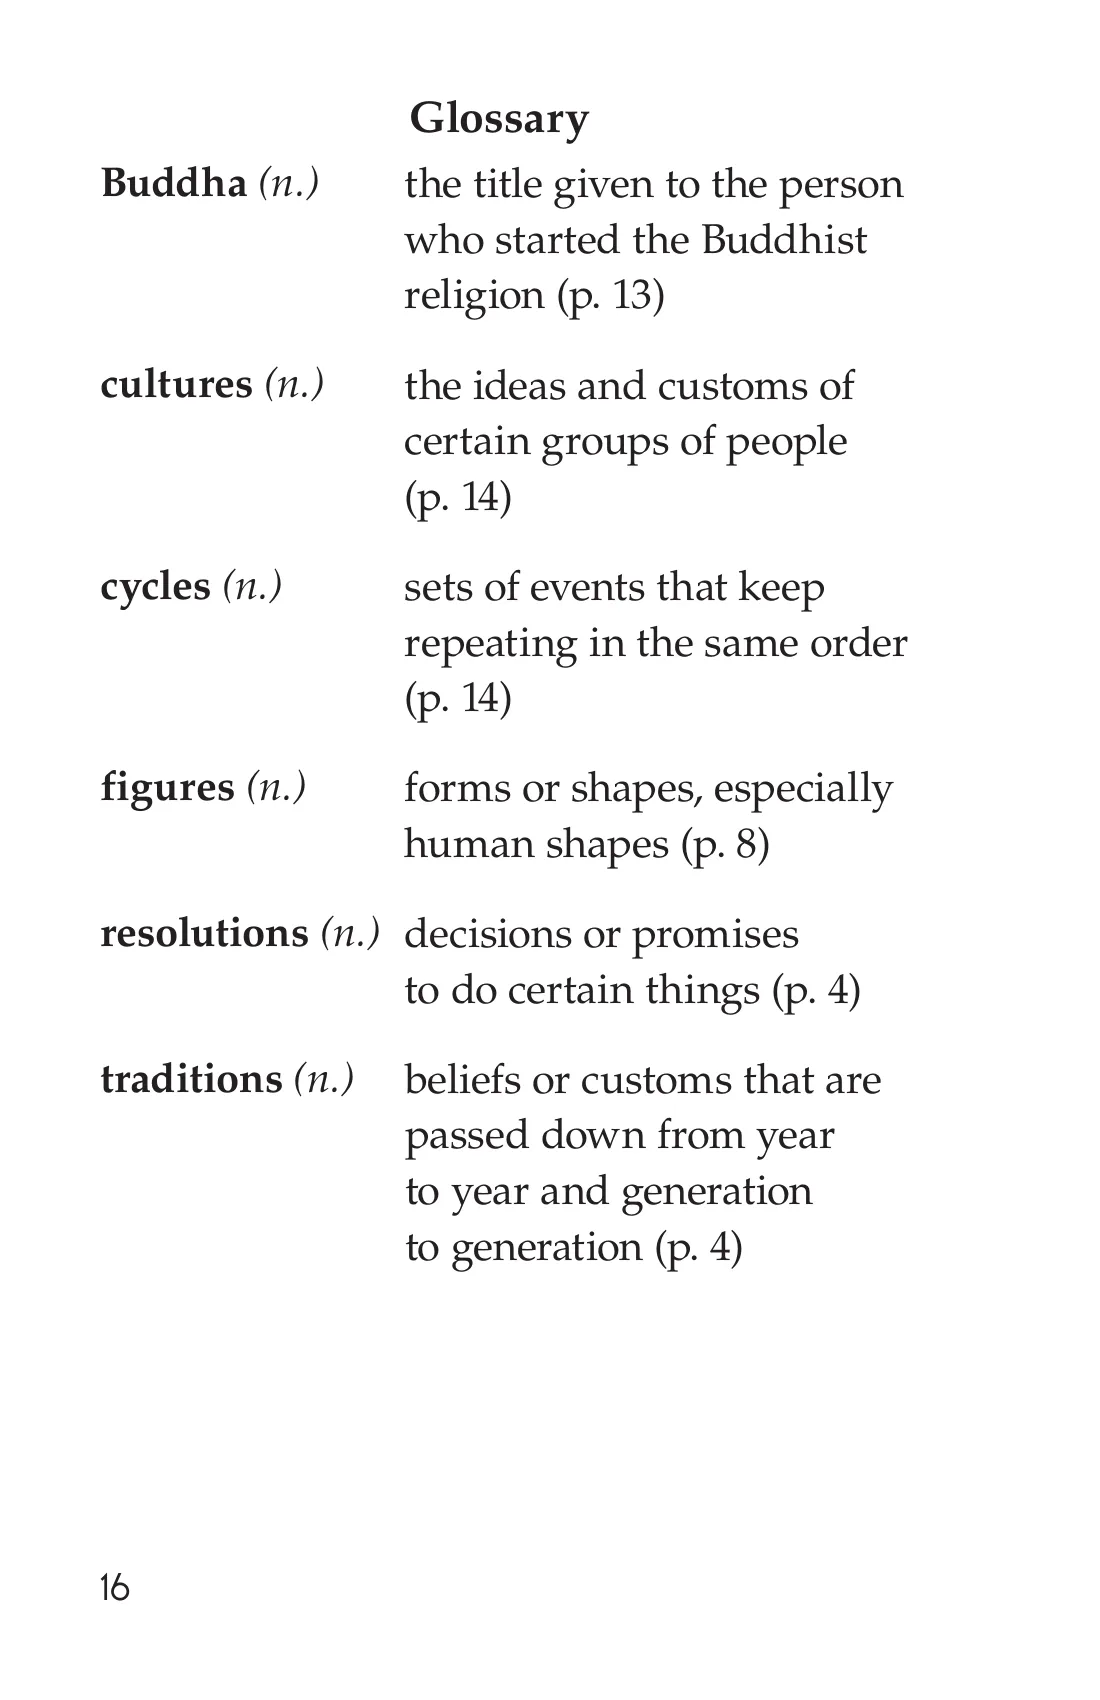 Glossary
Buddha (n.) the title given to the person
who started the Buddhist
religion (p. 13)
cultures (n.) the ideas and customs of
certain groups of people
(p. 14)
cycles (n.) sets of events that keep
repeating in the same order
(p. 14)
figures (n.) forms or shapes, especially
human shapes (p. 8)
resolutions (n.) decisions or promises
to do certain things (p. 4)
traditions (n.) beliefs or customs that are
passed down from year
to year and generation
to generation (p. 4)
16